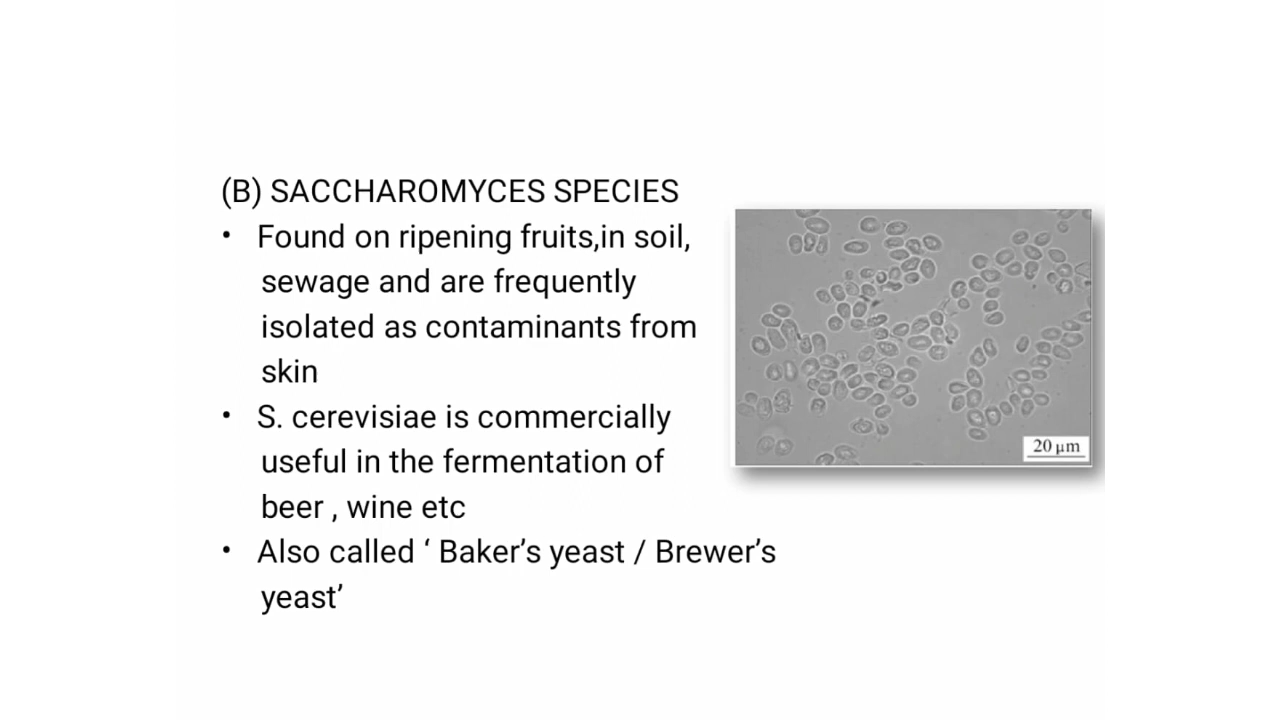 (B) SACCHAROMYCES SPECIES
• Found on ripening fruits,in soil,
sewage and are frequently
isolated as contaminants from
skin
• S. cerevisiae is commercially
useful in the fermentation of
beer , wine etc
• Also called ‘ Baker’s yeast / Brewer’s
yeast’
20 µm